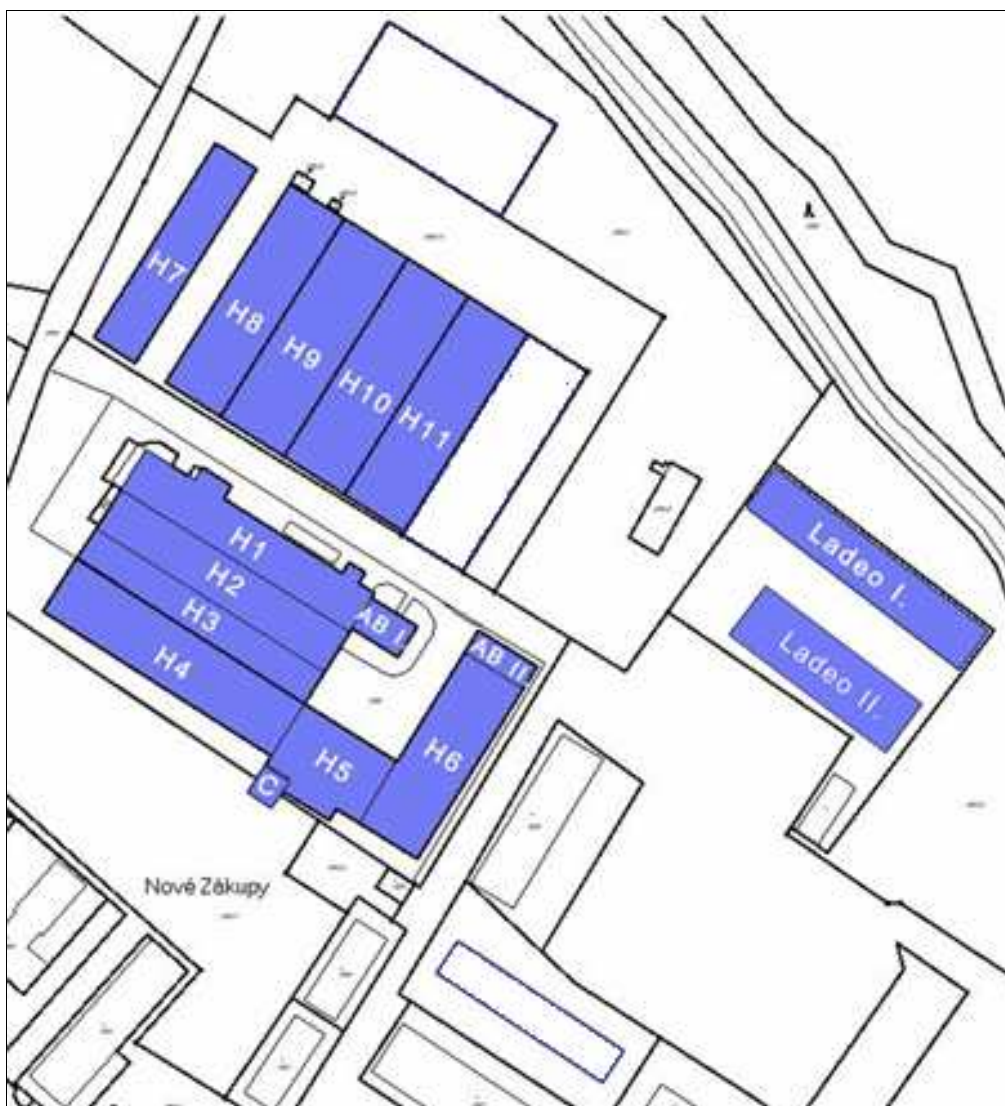 H7
H8
H9
H10
H11
H1
H2
H3
H4
AB I
AB II
H5
H6
C
Ladeo I.
Ladeo II.
Nové Zákupy